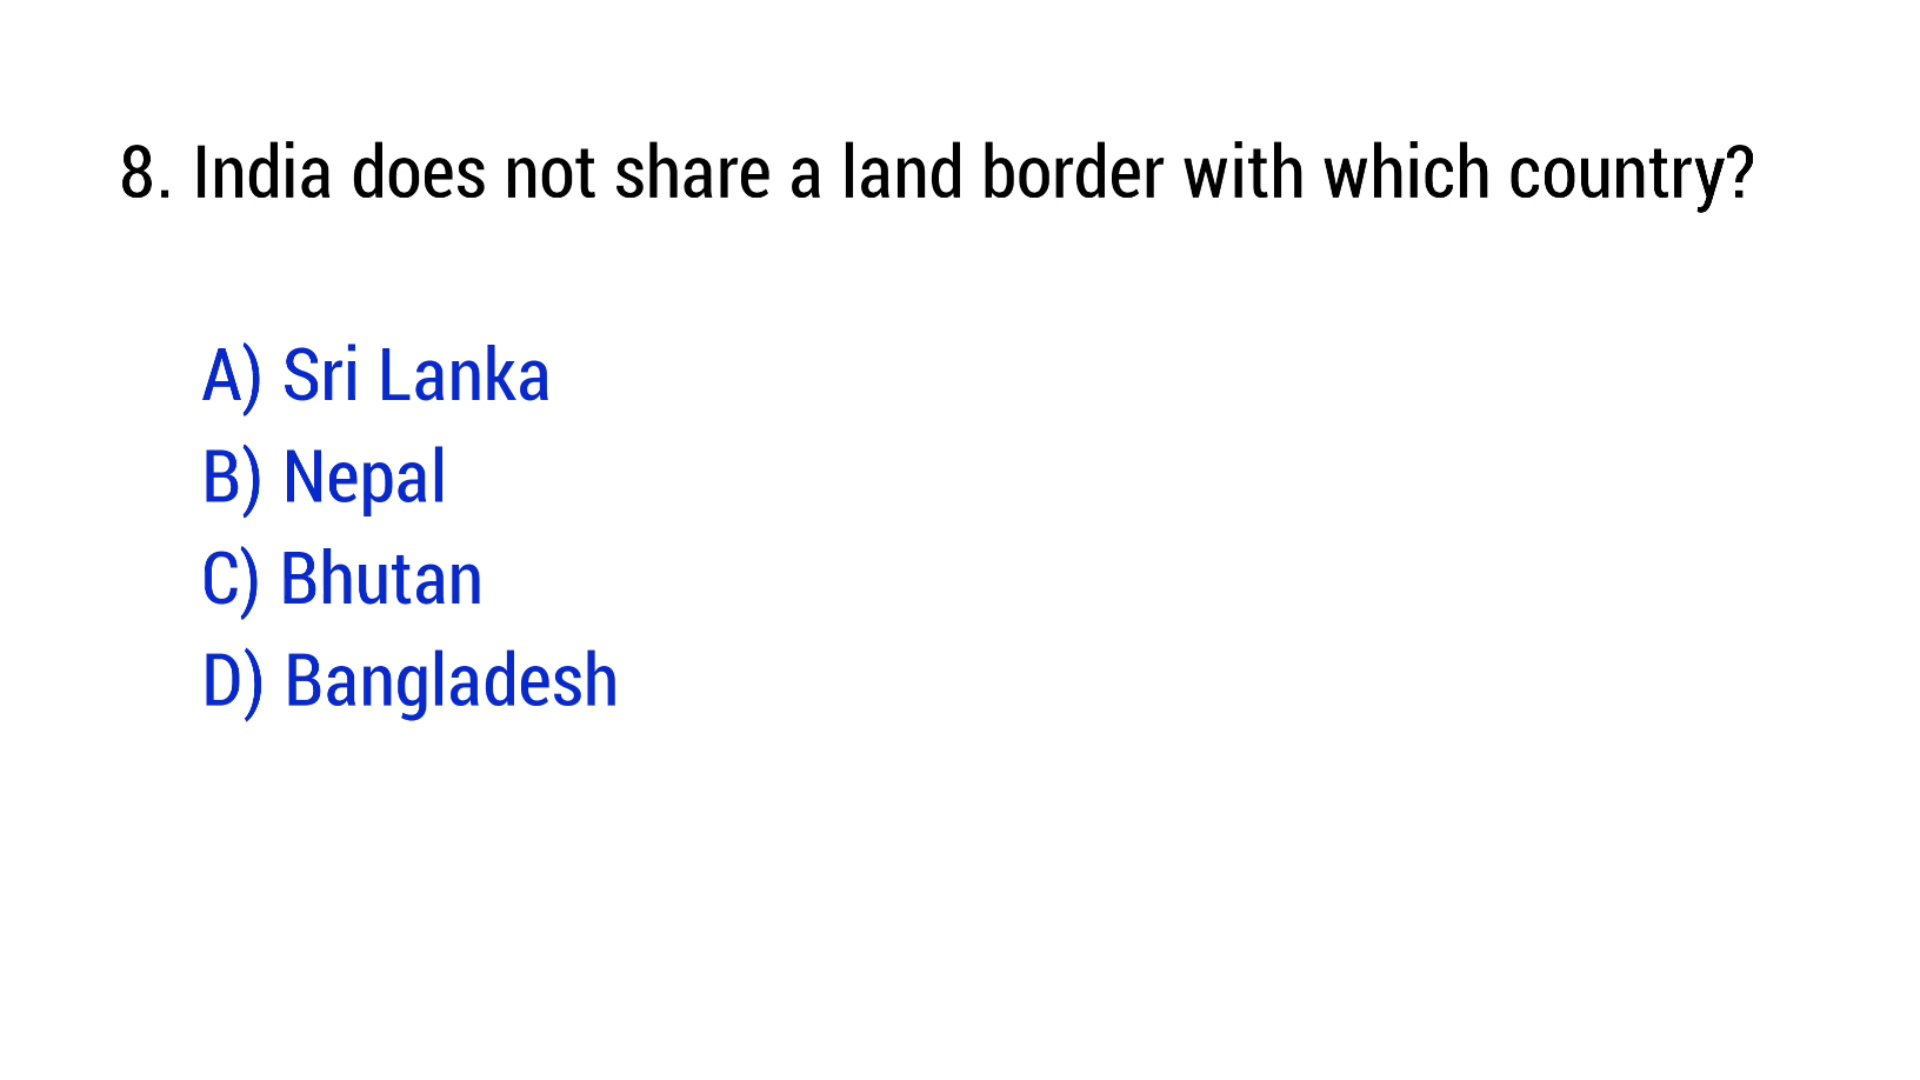 8. India does not share a land border with which country?
A) Sri Lanka
B) Nepal
C) Bhutan
D) Bangladesh